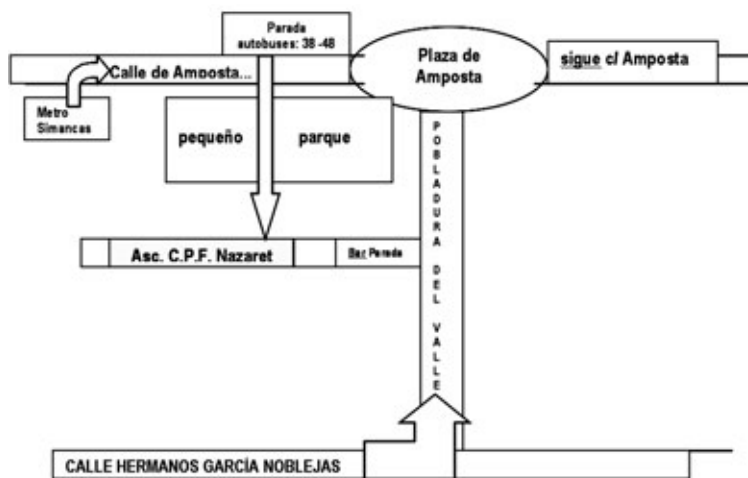 Parada
autobuses: 38 -48
Plaza de
Amposta
sigue c/ Amposta
Calle de Amposta...
Metro
Simancas
pequeño parque
POBLADURA DEL VALLE
Asc. C.P.F. Nazaret
Bar Parada
CALLE HERMANOS GARCÍA NOBLEJAS